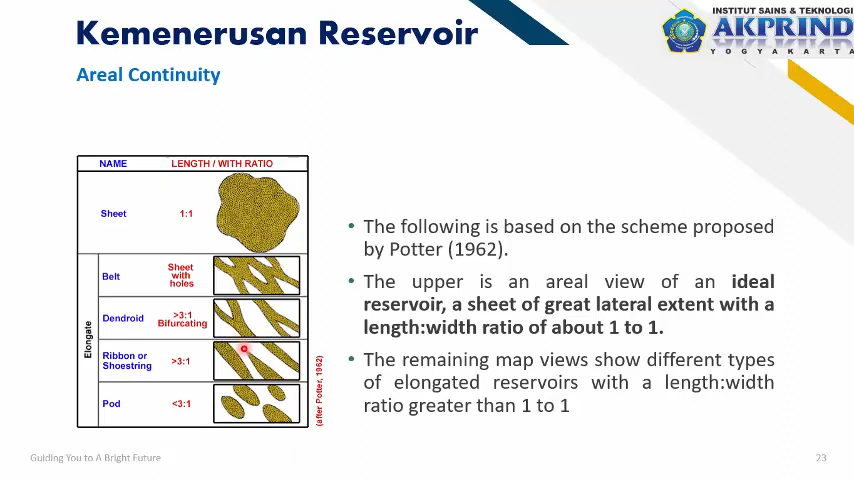 Kemenerusan Reservoir
Areal Continuity
INSTITUT SAINS & TEKNOLOGI
AKPRIND
YOGYAKARTA
NAME LENGTH / WITH RATIO
Sheet 1:1
Elongate
Belt Sheet with holes
Dendroid >3:1 Bifurcating
Ribbon or Shoestring >3:1
Pod <3:1
(after Potter, 1962)
• The following is based on the scheme proposed
by Potter (1962).
• The upper is an areal view of an ideal
reservoir, a sheet of great lateral extent with a
length:width ratio of about 1 to 1.
• The remaining map views show different types
of elongated reservoirs with a length:width
ratio greater than 1 to 1
Guiding You to A Bright Future
23